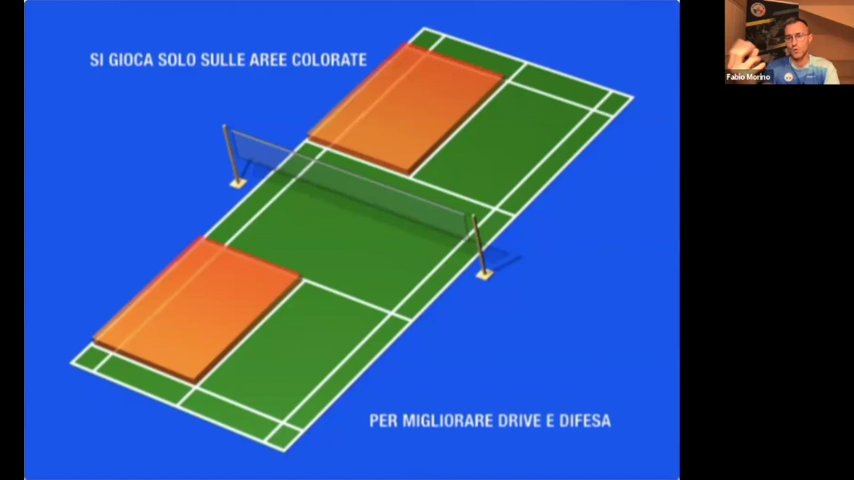 SI GIOCA SOLO SULLE AREE COLORATE
Fabio Morino
PER MIGLIORARE DRIVE E DIFESA